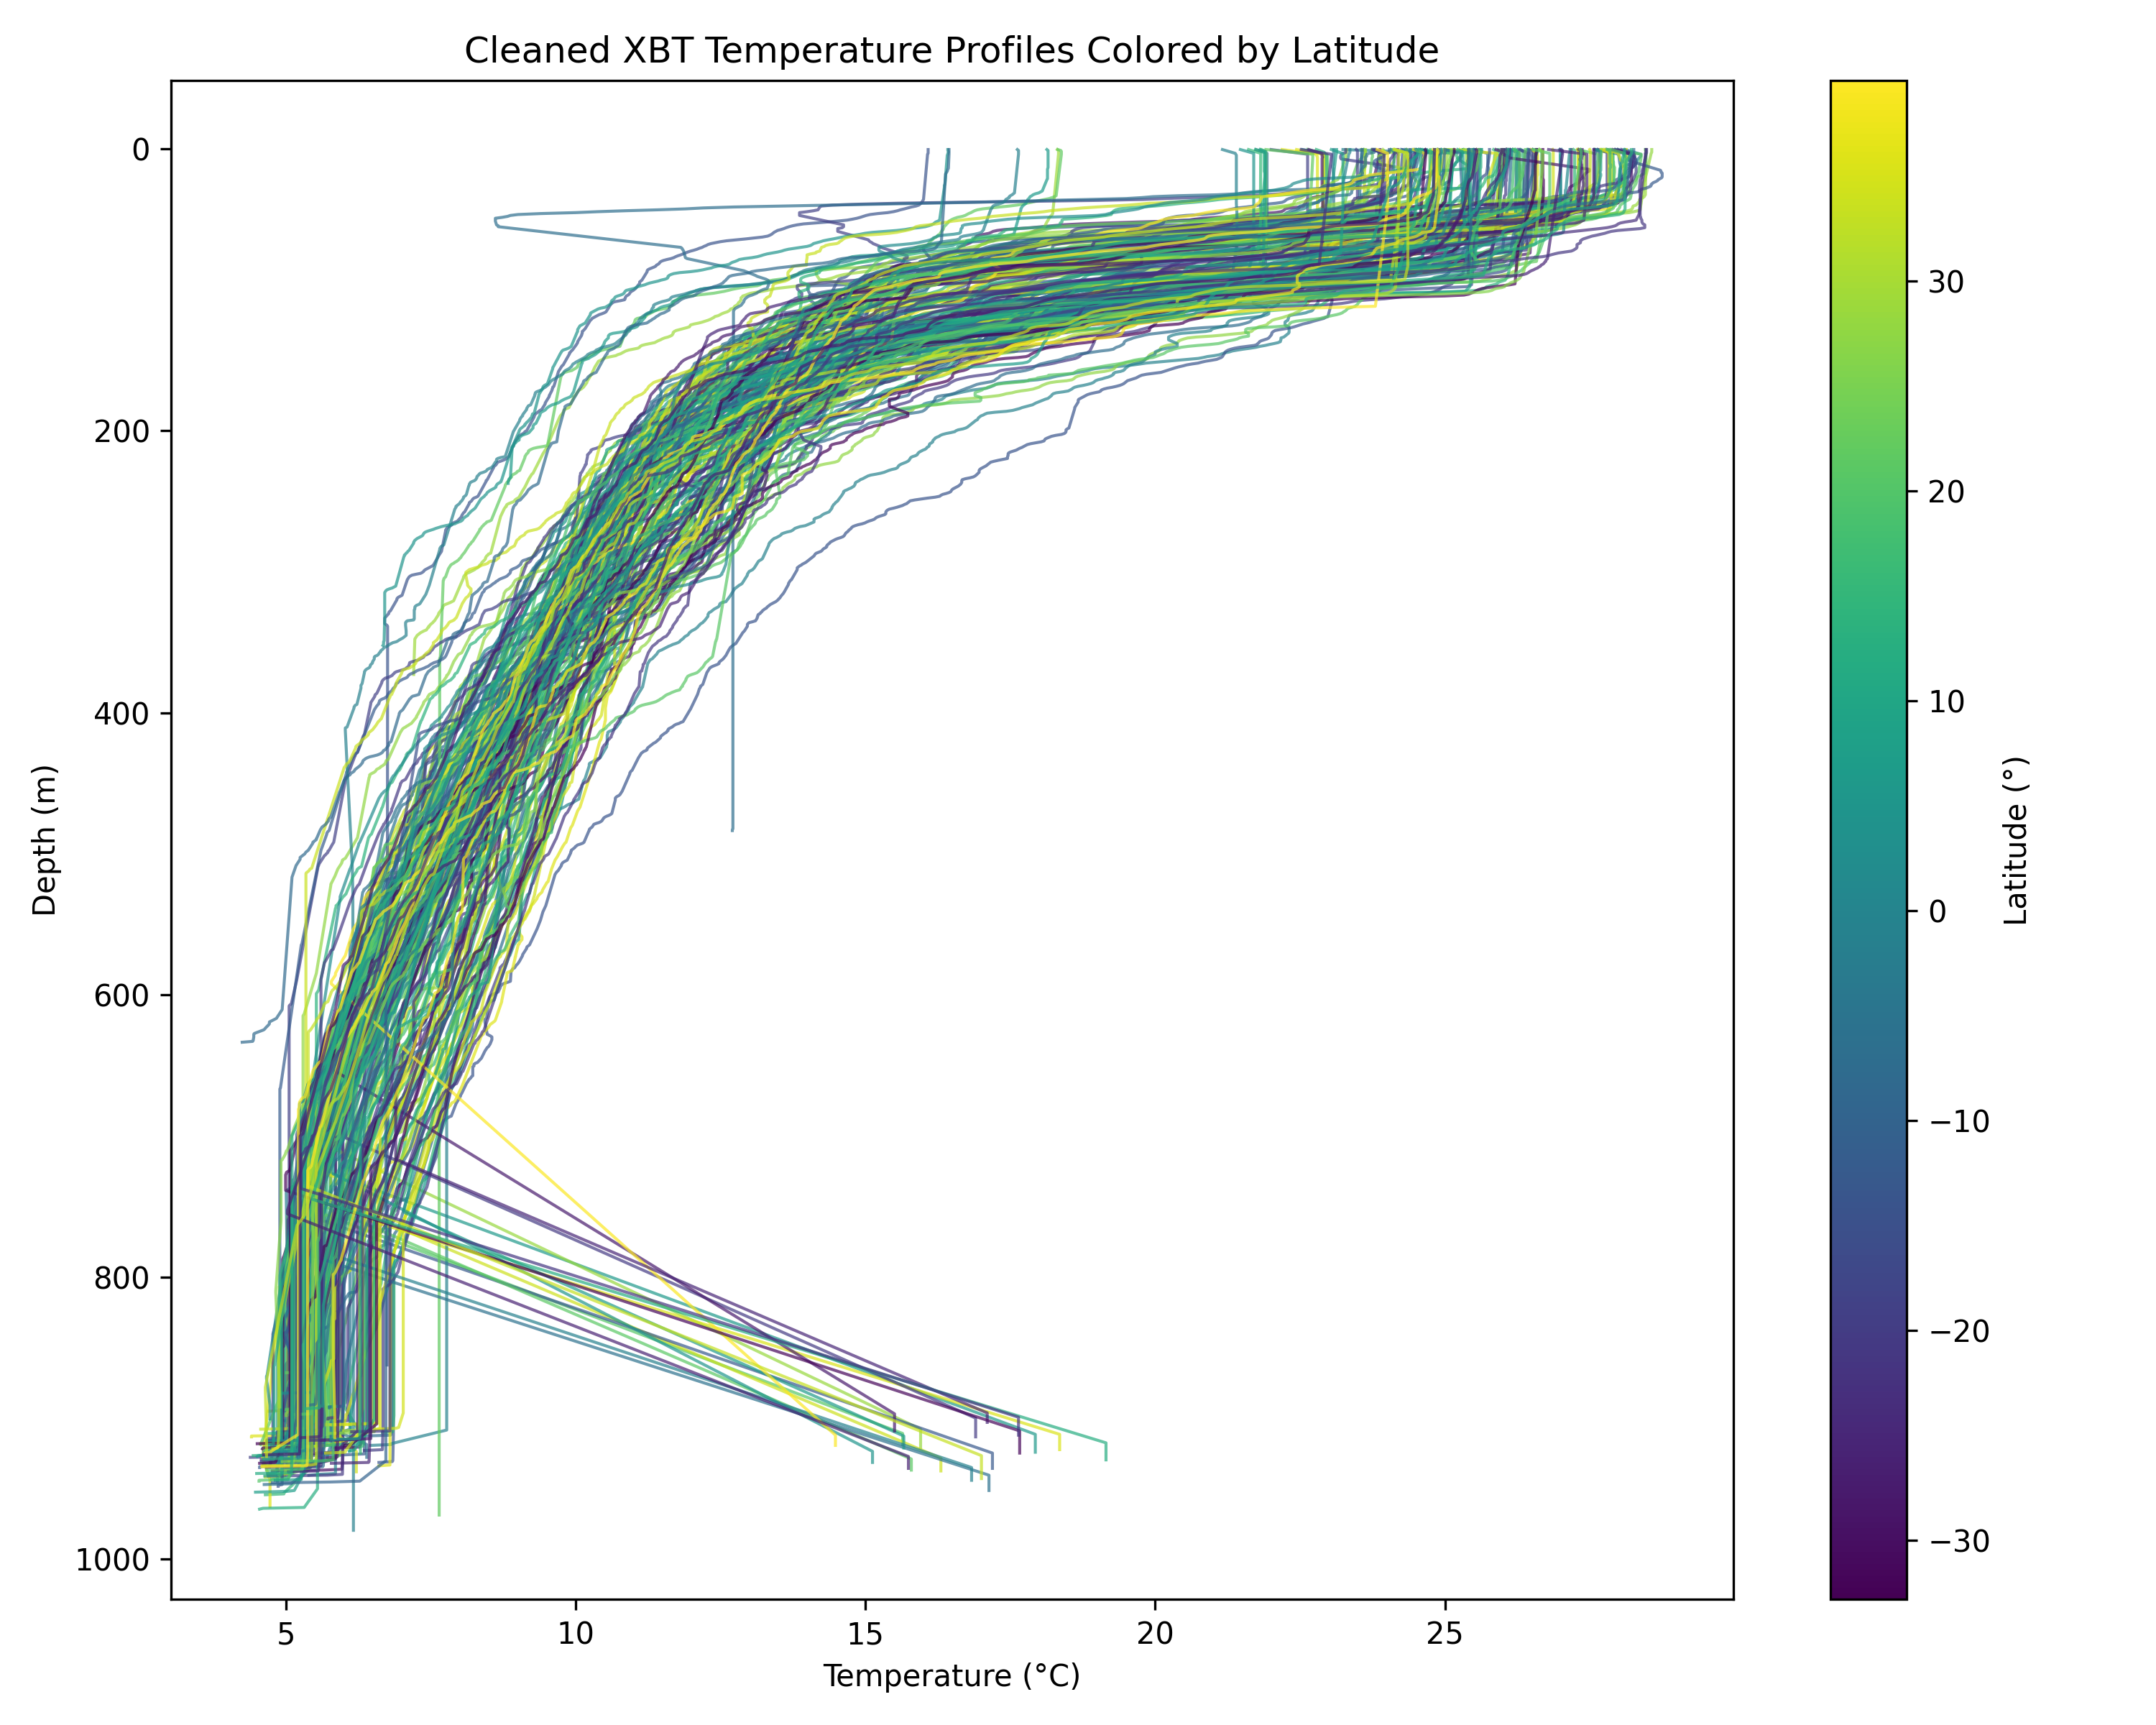 Cleaned XBT Temperature Profiles Colored by Latitude
0
200
400
600
800
1000
Depth (m)
5 10 15 20 25
Temperature (°C)
30
20
10
0
−10
−20
−30
Latitude (°)